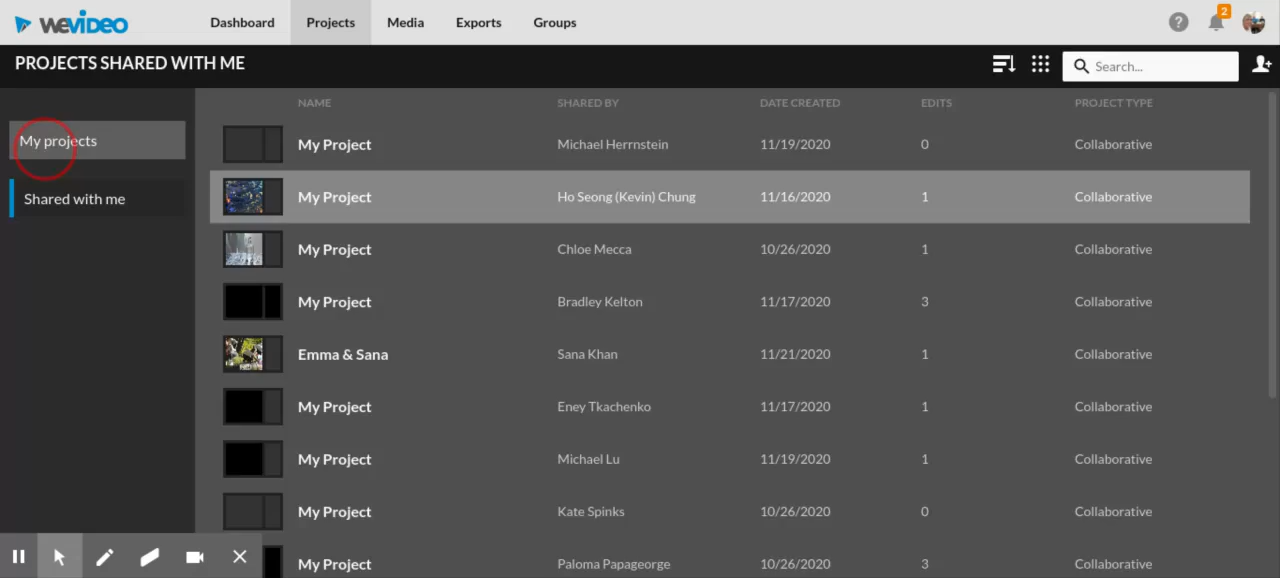 WEVIDEO Dashboard Projects Media Exports Groups ? 2
PROJECTS SHARED WITH ME Search...
NAME SHARED BY DATE CREATED EDITS PROJECT TYPE
My projects
My Project Michael Herrnstein 11/19/2020 0 Collaborative
Shared with me
My Project Ho Seong (Kevin) Chung 11/16/2020 1 Collaborative
My Project Chloe Mecca 10/26/2020 1 Collaborative
My Project Bradley Kelton 11/17/2020 3 Collaborative
Emma & Sana Sana Khan 11/21/2020 1 Collaborative
My Project Eney Tkachenko 11/17/2020 1 Collaborative
My Project Michael Lu 11/19/2020 1 Collaborative
My Project Kate Spinks 10/26/2020 0 Collaborative
My Project Paloma Papageorge 10/26/2020 3 Collaborative